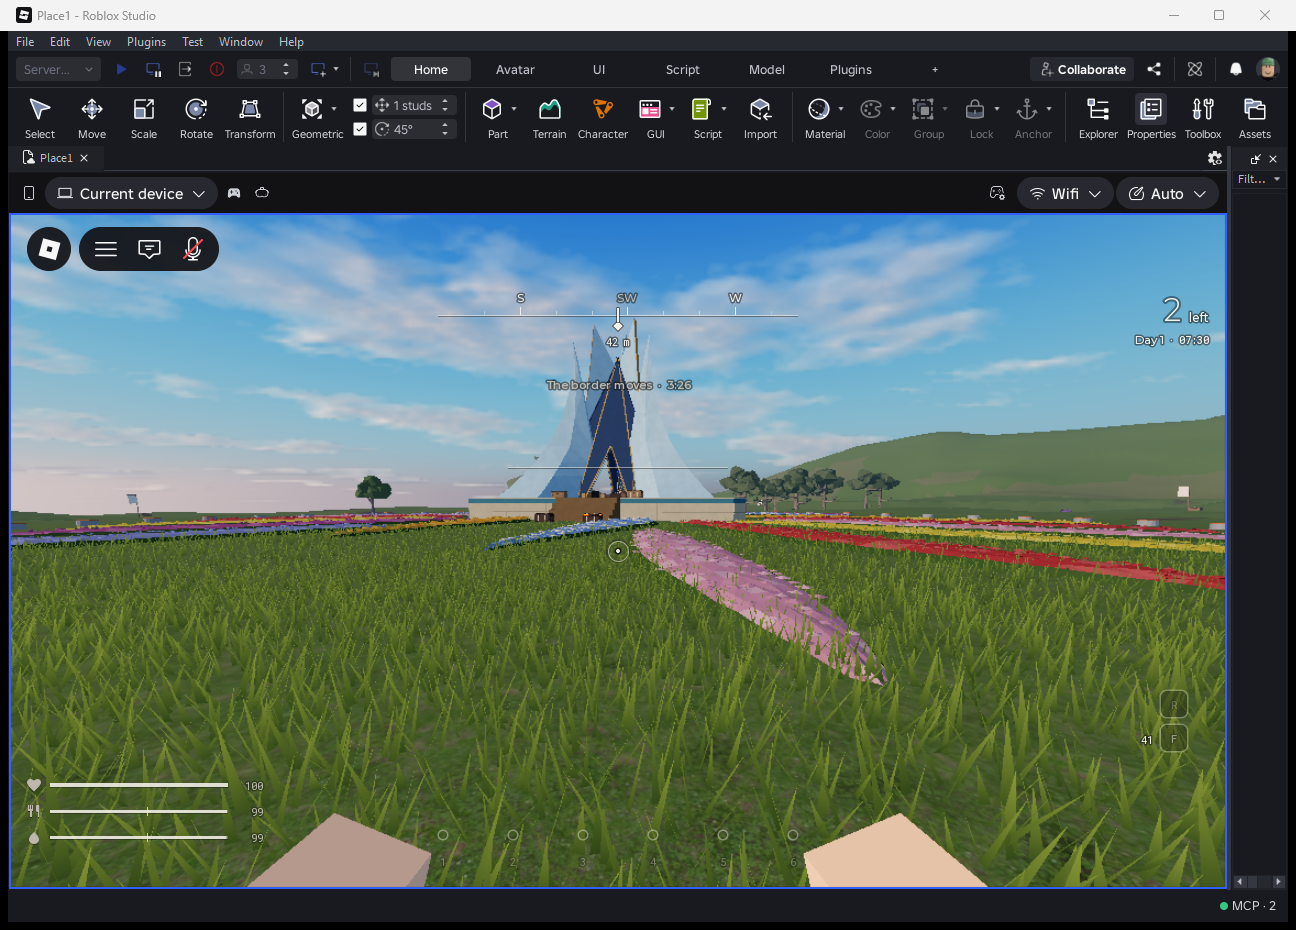 Place1 - Roblox Studio
File Edit View Plugins Test Window Help
Server... 3 Home Avatar UI Script Model Plugins + Collaborate
1 studs
45°
Select Move Scale Rotate Transform Geometric Part Terrain Character GUI Script Import Material Color Group Lock Anchor Explorer Properties Toolbox Assets
Place1
Filt...
Current device Wifi Auto
S SW W
2 left
42 m
Day 1 · 07:30
The border moves · 3:26
R
41 F
100
99
99
1 2 3 4 5 6
MCP · 2